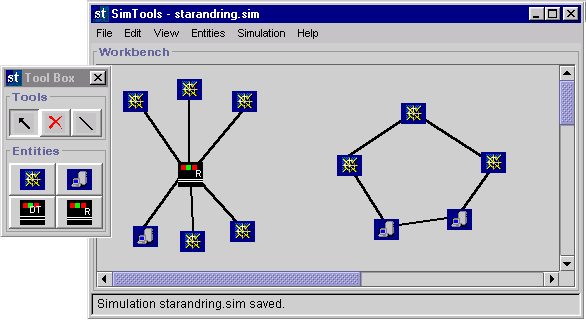 st SimTools - starandring.sim
File Edit View Entities Simulation Help
Workbench
st Tool Box
Tools
Entities
DT R
R
Simulation starandring.sim saved.